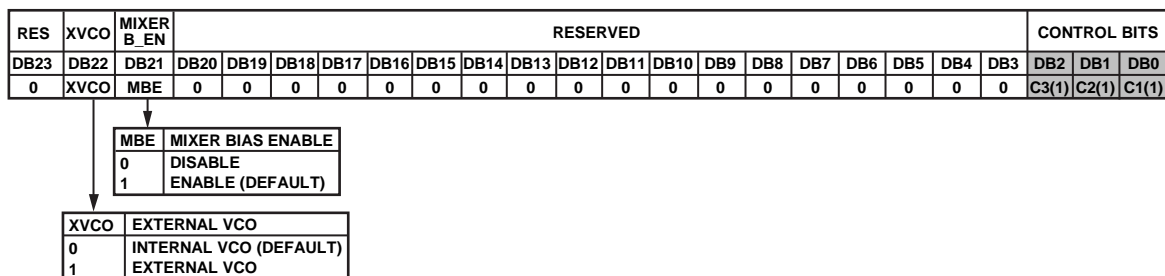 RES XVCO MIXER B_EN RESERVED CONTROL BITS
DB23 DB22 DB21 DB20 DB19 DB18 DB17 DB16 DB15 DB14 DB13 DB12 DB11 DB10 DB9 DB8 DB7 DB6 DB5 DB4 DB3 DB2 DB1 DB0
0 XVCO MBE 0 0 0 0 0 0 0 0 0 0 0 0 0 0 0 0 0 0 C3(1) C2(1) C1(1)
MBE MIXER BIAS ENABLE
0 DISABLE
1 ENABLE (DEFAULT)
XVCO EXTERNAL VCO
0 INTERNAL VCO (DEFAULT)
1 EXTERNAL VCO